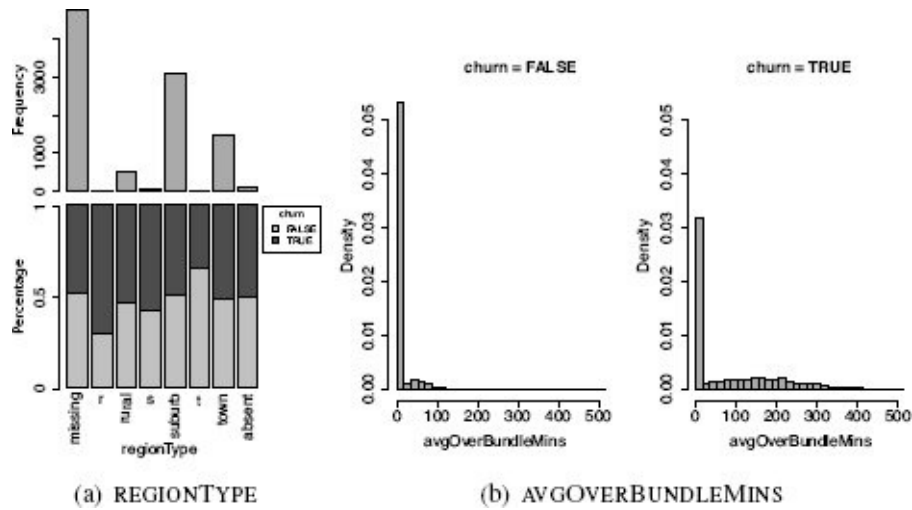 Frequency
0 1000 3000
Percentage
0 0.5 1
churn
FALSE
TRUE
missing r rural s suburb t town absent
regionType
(a) REGIONTYPE
churn = FALSE
Density
0.00 0.01 0.02 0.03 0.04 0.05
0 100 200 300 400 500
avgOverBundleMins
churn = TRUE
Density
0.00 0.01 0.02 0.03 0.04 0.05
0 100 200 300 400 500
avgOverBundleMins
(b) AVGOVERBUNDLEMINS